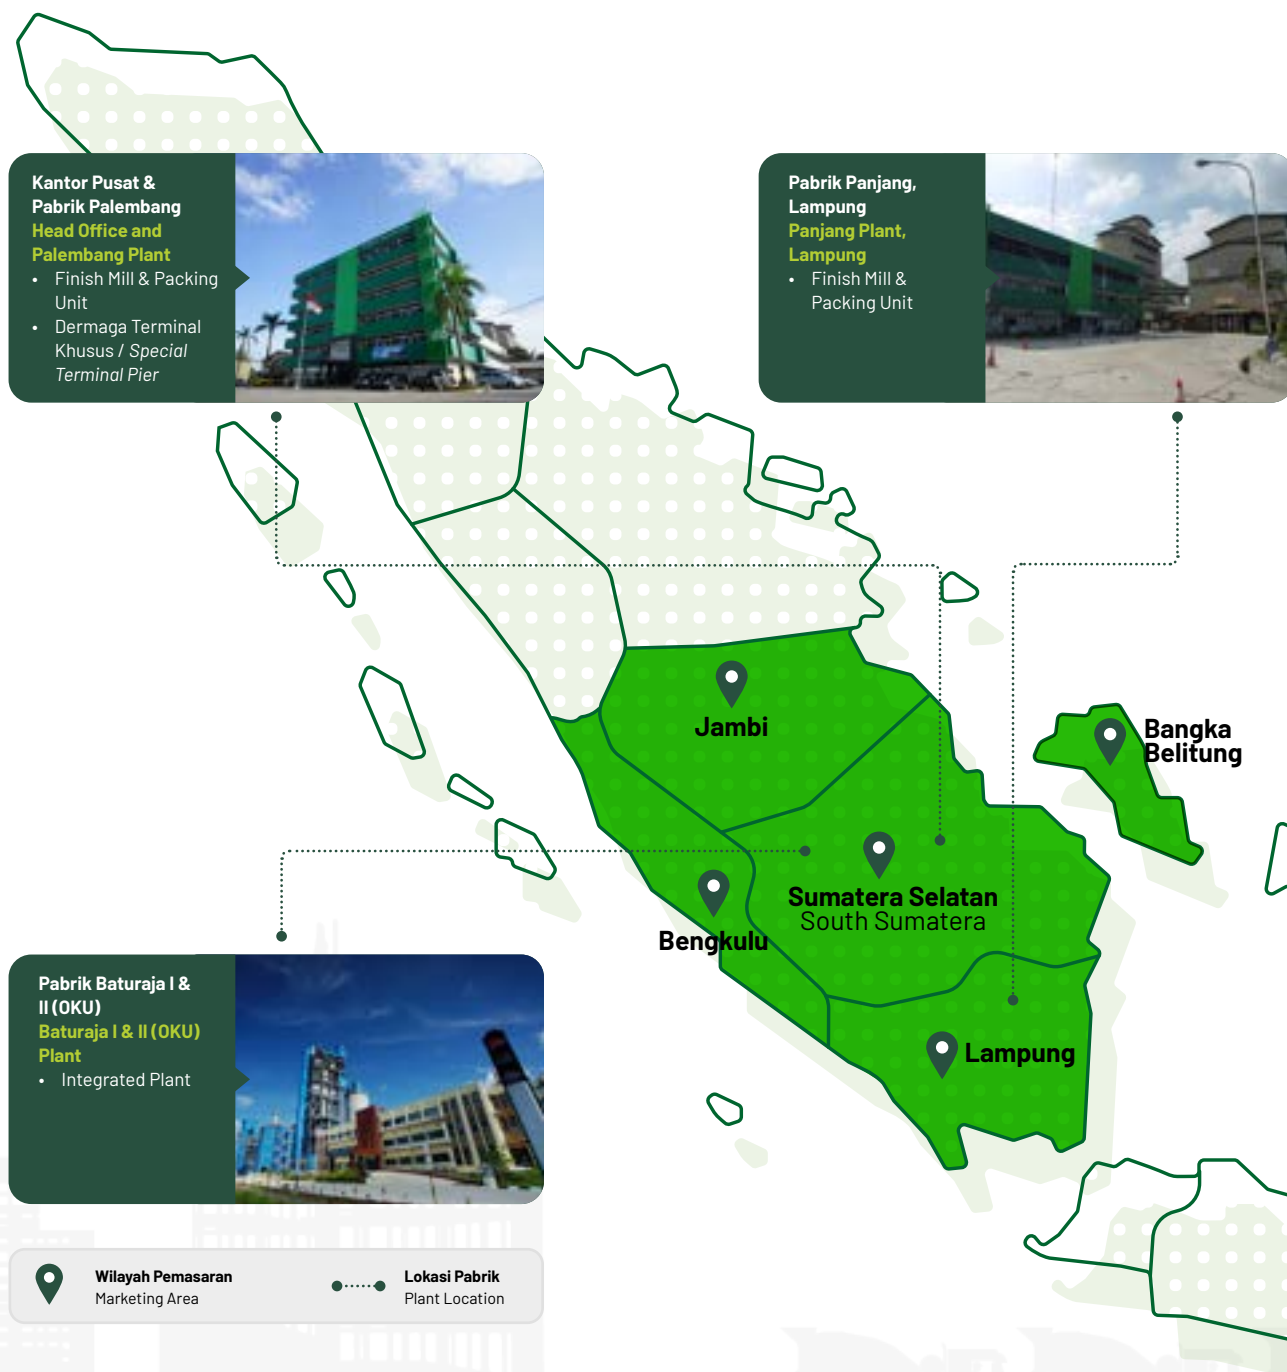 Kantor Pusat &
Pabrik Palembang
Head Office and
Palembang Plant
• Finish Mill & Packing
Unit
• Dermaga Terminal
Khusus / Special
Terminal Pier
Pabrik Panjang,
Lampung
Panjang Plant,
Lampung
• Finish Mill &
Packing Unit
Jambi
Bangka
Belitung
Sumatera Selatan
South Sumatera
Bengkulu
Lampung
Pabrik Baturaja I &
II (OKU)
Baturaja I & II (OKU)
Plant
• Integrated Plant
Wilayah Pemasaran
Marketing Area
Lokasi Pabrik
Plant Location